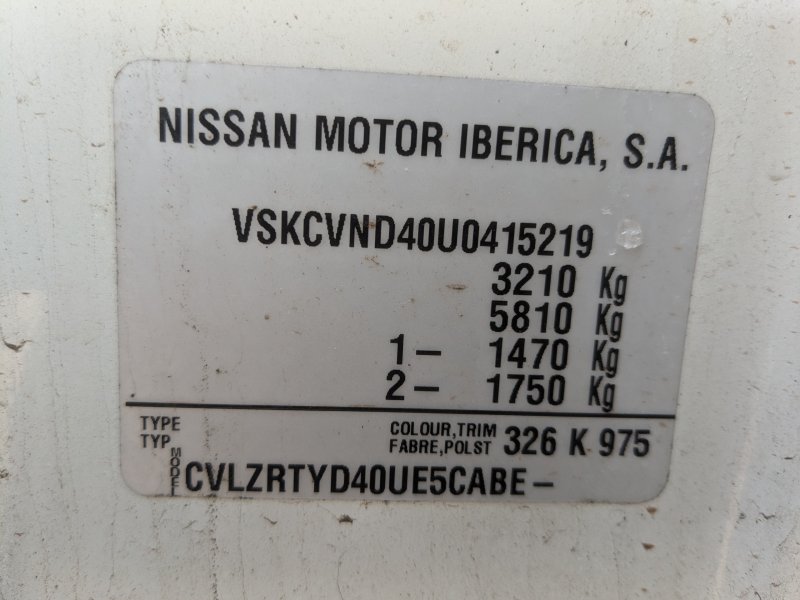 NISSAN MOTOR IBERICA, S.A.
VSKCVND40U0415219
3210 Kg
5810 Kg
1- 1470 Kg
2- 1750 Kg
TYPE
TYP
COLOUR,TRIM
FABRE,POLST 326 K 975
MODEL CVLZRTYD40UE5CABE-